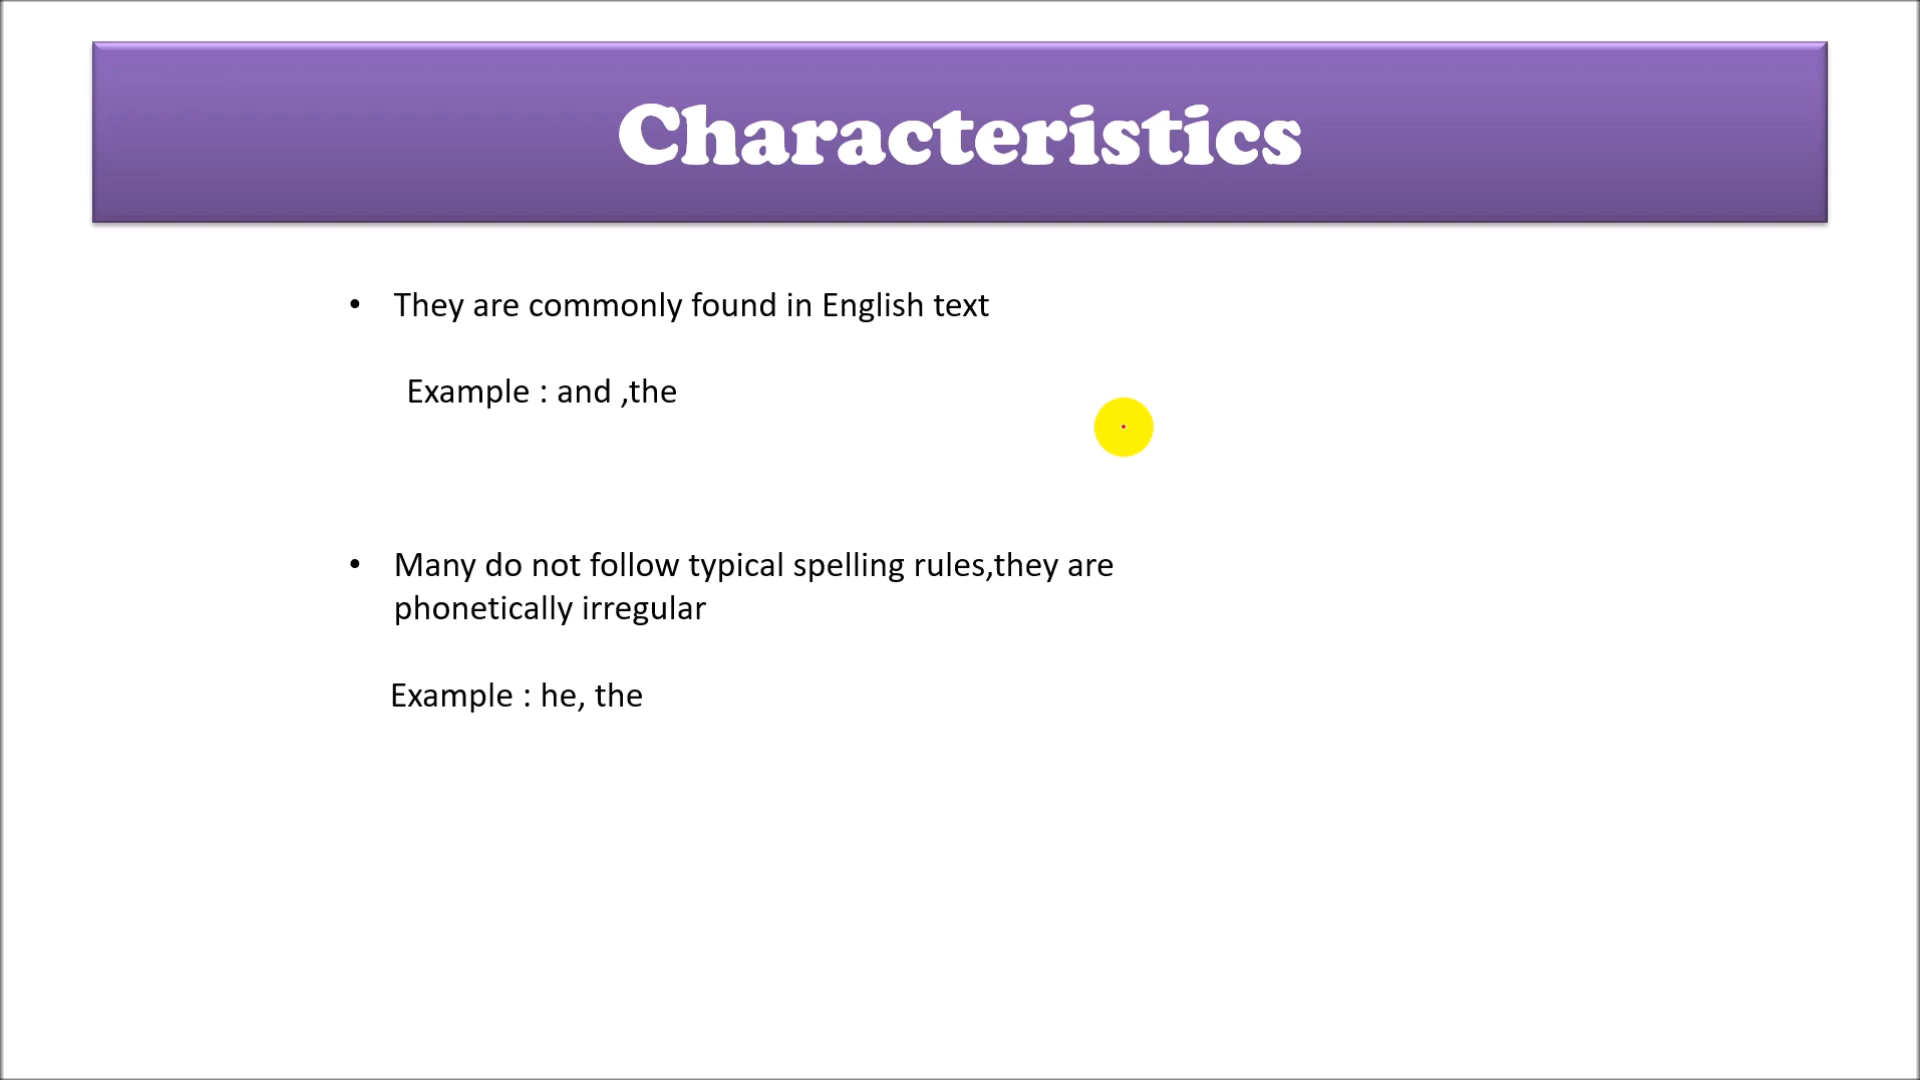 Characteristics
• They are commonly found in English text
Example : and ,the
• Many do not follow typical spelling rules,they are
phonetically irregular
Example : he, the